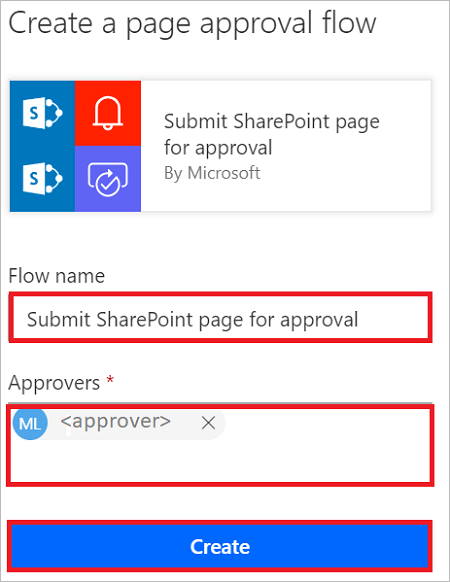 Create a page approval flow
Submit SharePoint page
for approval
By Microsoft
S
S
Flow name
Submit SharePoint page for approval
Approvers *
ML <approver> ×
Create